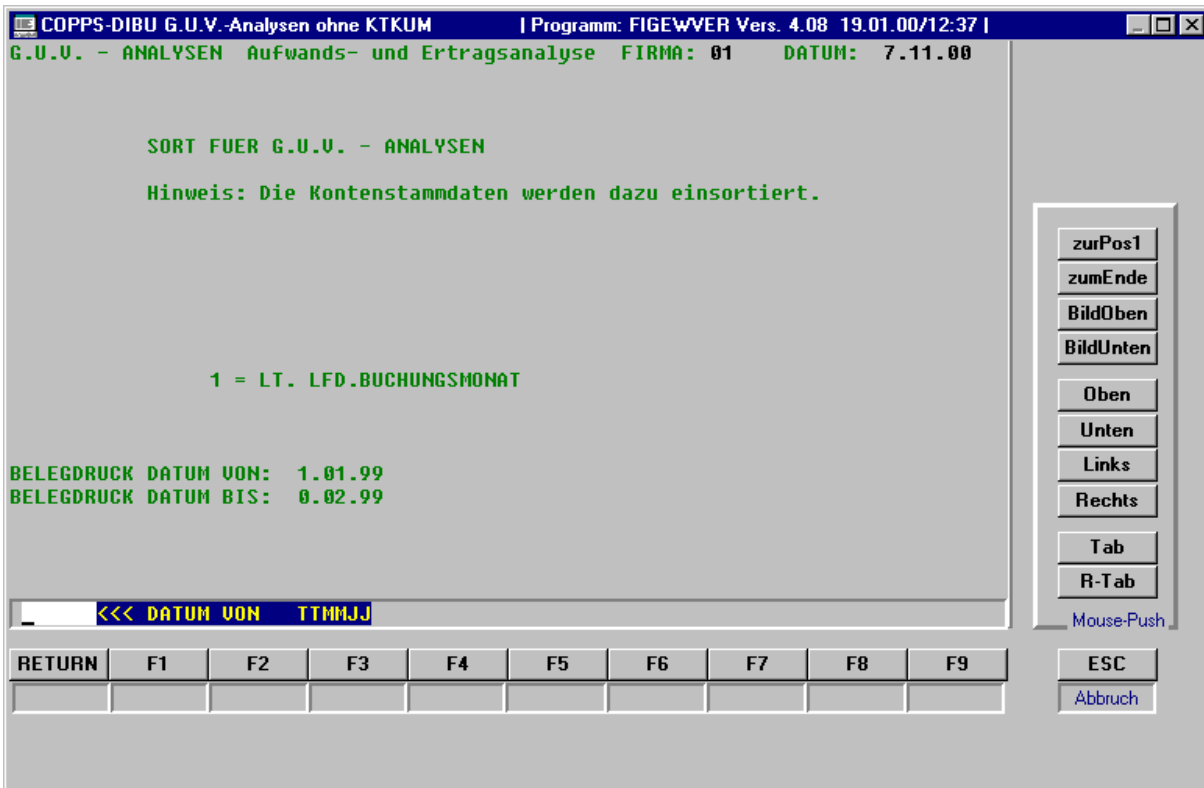 COPPS-DIBU G.U.V.-Analysen ohne KTKUM | Programm: FIGEWVER Vers. 4.08 19.01.00/12:37 |
G.U.V. - ANALYSEN Aufwands- und Ertragsanalyse FIRMA: 01 DATUM: 7.11.00
SORT FUER G.U.V. - ANALYSEN
Hinweis: Die Kontenstammdaten werden dazu einsortiert.
1 = LT. LFD.BUCHUNGSMONAT
BELEGDRUCK DATUM VON: 1.01.99
BELEGDRUCK DATUM BIS: 0.02.99
<<< DATUM VON TTMMJJ
zurPos1
zumEnde
BildOben
BildUnten
Oben
Unten
Links
Rechts
Tab
R-Tab
Mouse-Push
RETURN F1 F2 F3 F4 F5 F6 F7 F8 F9 ESC
Abbruch